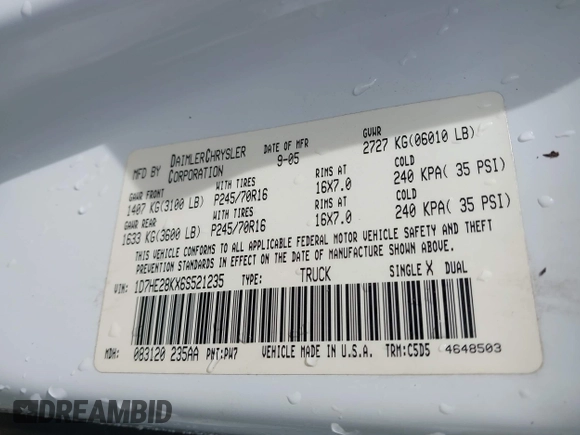 MFD BY DAIMLERCHRYSLER CORPORATION
DATE OF MFR 9-05
GVWR 2727 KG(06010 LB)
GAWR FRONT WITH TIRES RIMS AT COLD
1407 KG(3100 LB) P245/70R16 16X7.0 240 KPA( 35 PSI)
GAWR REAR WITH TIRES RIMS AT COLD
1633 KG(3600 LB) P245/70R16 16X7.0 240 KPA( 35 PSI)
THIS VEHICLE CONFORMS TO ALL APPLICABLE FEDERAL MOTOR VEHICLE SAFETY AND THEFT
PREVENTION STANDARDS IN EFFECT ON THE DATE OF MANUFACTURE SHOWN ABOVE.
VIN: 1D7HE28KX6S521235 TYPE: TRUCK SINGLE X DUAL
MDH: 083120 235AA PNT:PW7 VEHICLE MADE IN U.S.A. TRM:C5D5 4648503
DREAMBID